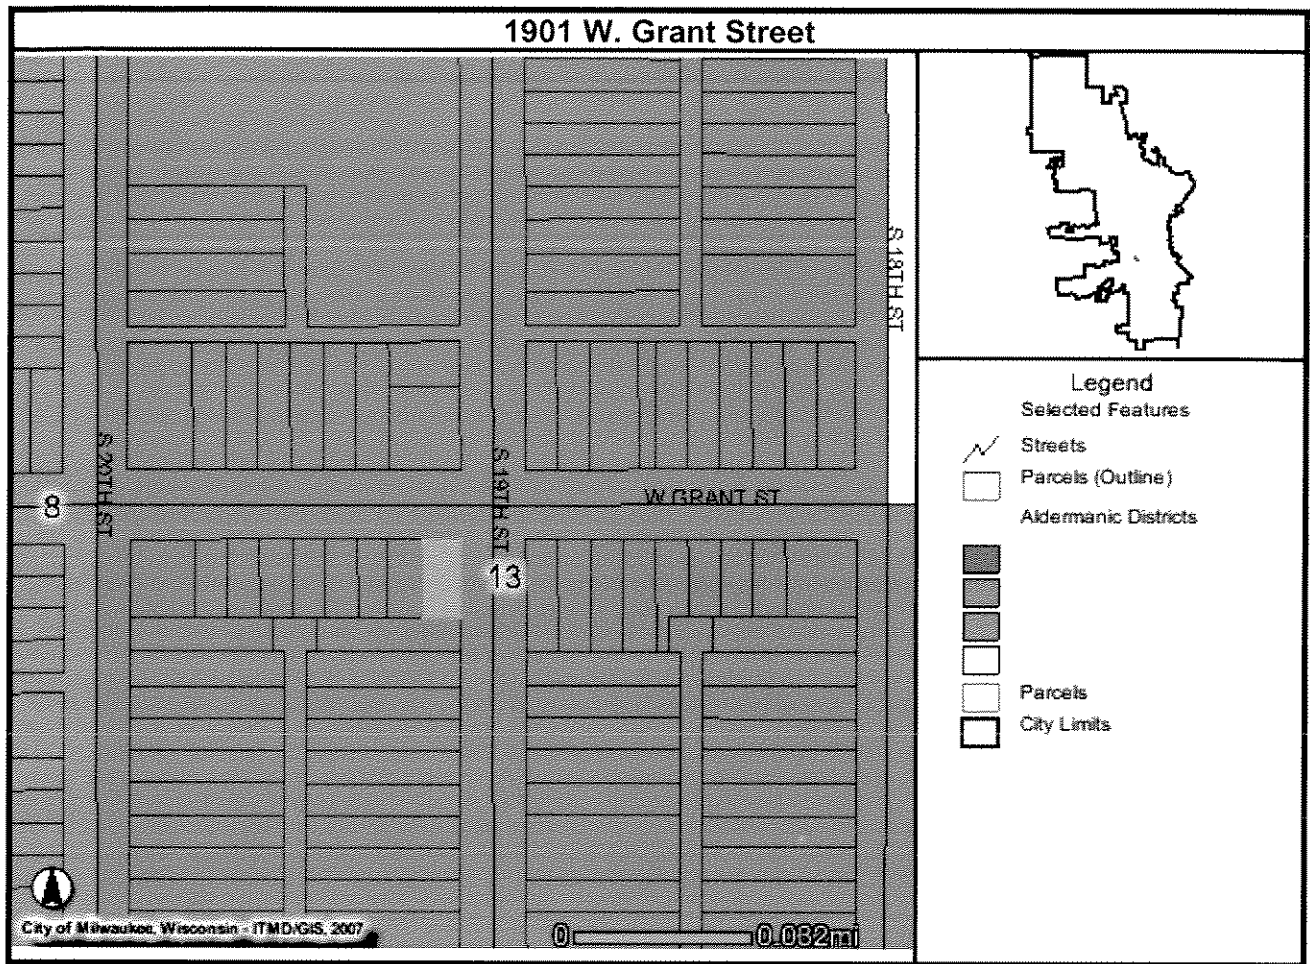 1901 W. Grant Street
S 18TH ST
S 20TH ST
S 19TH ST
W GRANT ST
8
13
City of Milwaukee, Wisconsin - ITMD/GIS, 2007
0 0.082mi
Legend
Selected Features
Streets
Parcels (Outline)
Aldermanic Districts
Parcels
City Limits